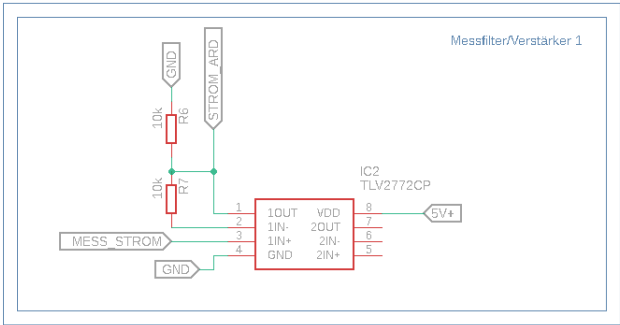 Messfilter/Verstärker 1
GND
STROM_ARD
10k
R6
10k
R7
IC2
TLV2772CP
1 1OUT VDD 8
2 1IN- 2OUT 7
3 1IN+ 2IN- 6
4 GND 2IN+ 5
5V+
MESS_STROM
GND